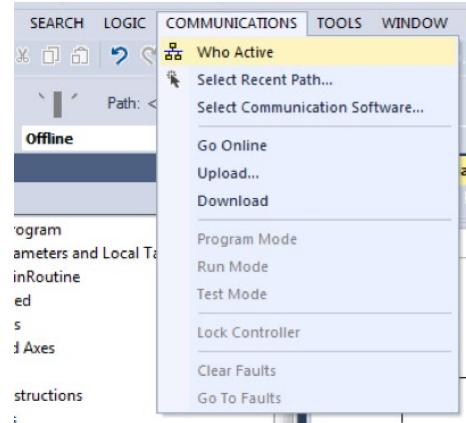 SEARCH LOGIC COMMUNICATIONS TOOLS WINDOW
Who Active
Select Recent Path...
Path: <
Select Communication Software...
Offline
Go Online
Upload...
Download
rogram
Program Mode
ameters and Local Ta
Run Mode
inRoutine
Test Mode
ed
s
Lock Controller
d Axes
Clear Faults
structions
Go To Faults